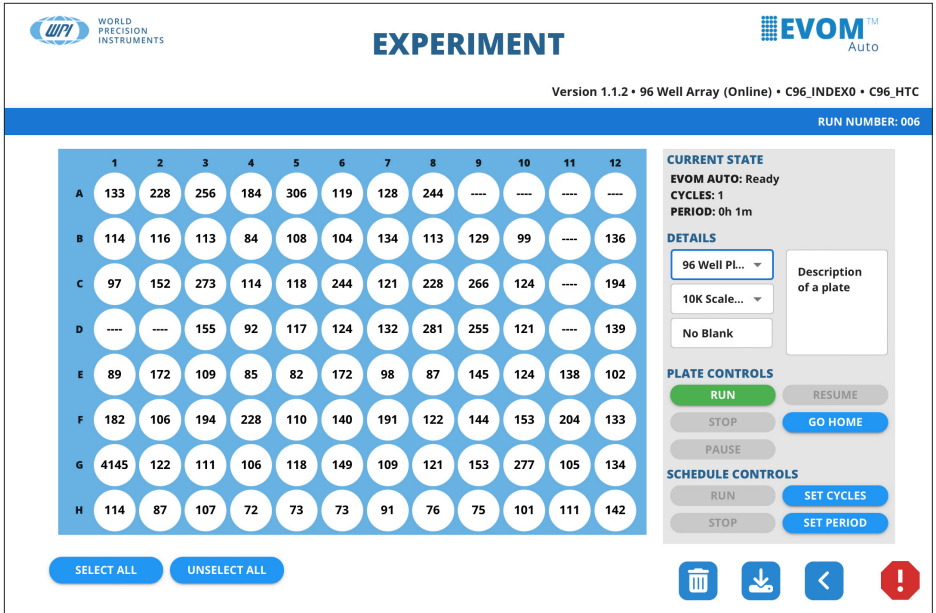 WPI
WORLD
PRECISION
INSTRUMENTS
EXPERIMENT
EVOM™
Auto
Version 1.1.2 • 96 Well Array (Online) • C96_INDEX0 • C96_HTC
RUN NUMBER: 006
1 2 3 4 5 6 7 8 9 10 11 12
A 133 228 256 184 306 119 128 244 ---- ---- ---- ----
B 114 116 113 84 108 104 134 113 129 99 ---- 136
C 97 152 273 114 118 244 121 228 266 124 ---- 194
D ---- ---- 155 92 117 124 132 281 255 121 ---- 139
E 89 172 109 85 82 172 98 87 145 124 138 102
F 182 106 194 228 110 140 191 122 144 153 204 133
G 4145 122 111 106 118 149 109 121 153 277 105 134
H 114 87 107 72 73 73 91 76 75 101 111 142
CURRENT STATE
EVOM AUTO: Ready
CYCLES: 1
PERIOD: 0h 1m
DETAILS
96 Well Pl...
10K Scale...
No Blank
Description
of a plate
PLATE CONTROLS
RUN RESUME
STOP GO HOME
PAUSE
SCHEDULE CONTROLS
RUN SET CYCLES
STOP SET PERIOD
SELECT ALL UNSELECT ALL
!